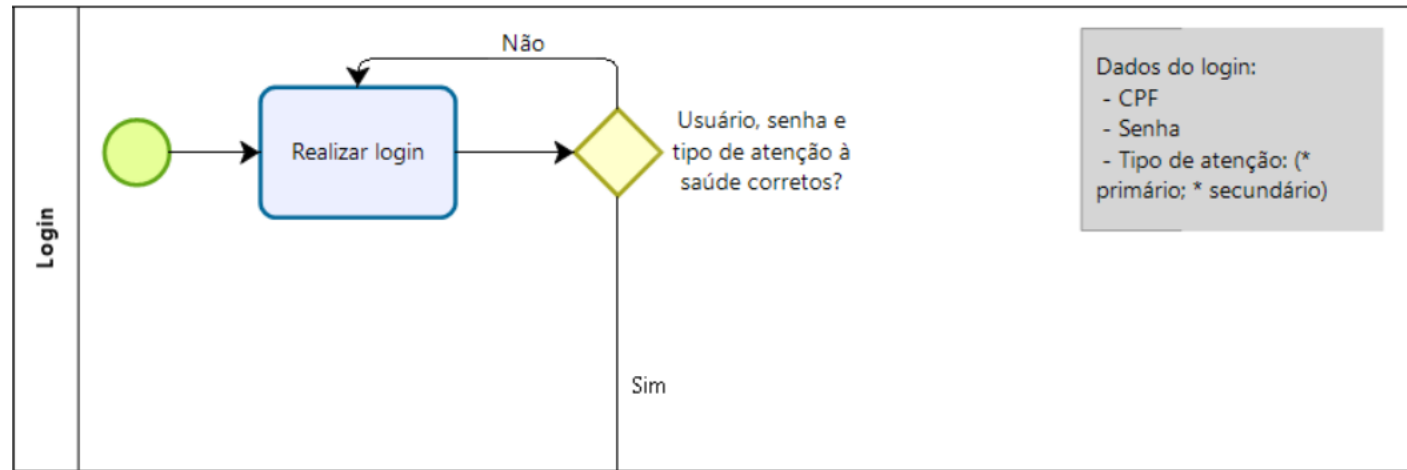 Login
Não
Realizar login
Usuário, senha e
tipo de atenção à
saúde corretos?
Sim
Dados do login:
- CPF
- Senha
- Tipo de atenção: (*
primário; * secundário)